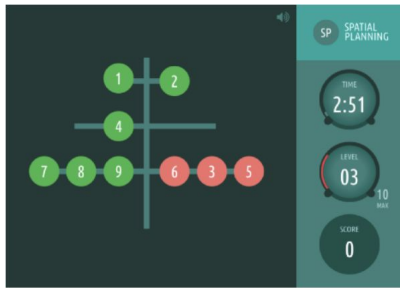 SP
SPATIAL
PLANNING
1
2
4
7 8 9 6 3 5
TIME
2:51
LEVEL
03
10
MAX
SCORE
0